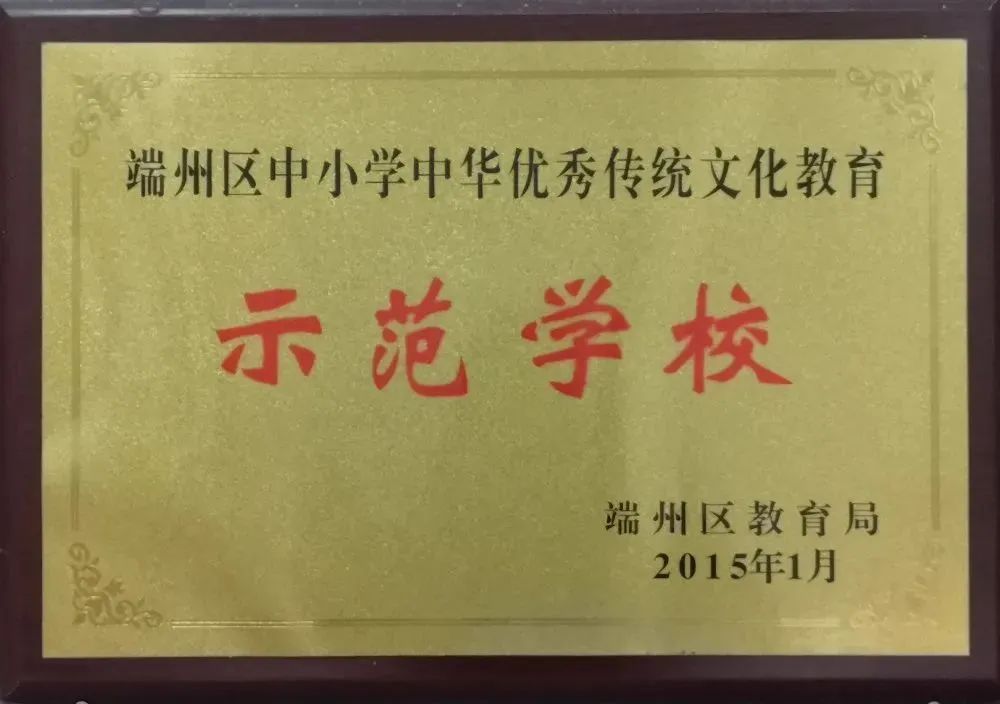 端州区中小学中华优秀传统文化教育
示范学校
端州区教育局
2015年1月